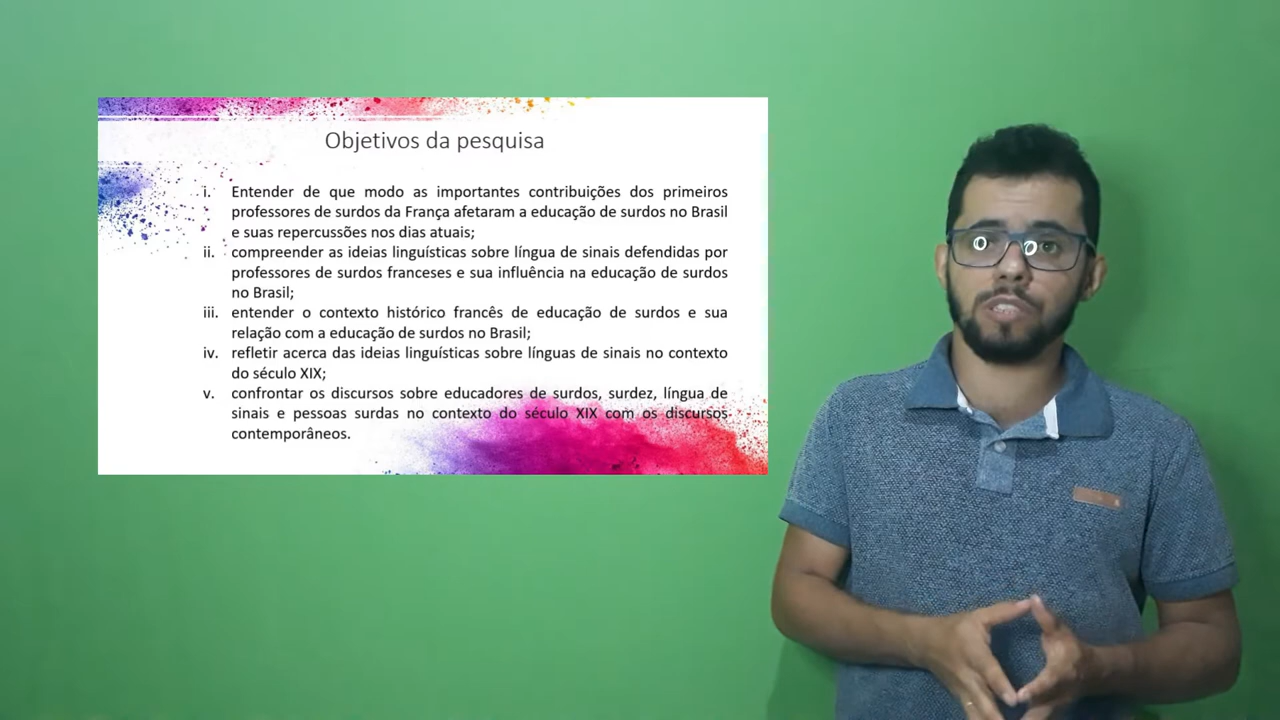 Objetivos da pesquisa
i. Entender de que modo as importantes contribuições dos primeiros
professores de surdos da França afetaram a educação de surdos no Brasil
e suas repercussões nos dias atuais;
ii. compreender as ideias linguísticas sobre língua de sinais defendidas por
professores de surdos franceses e sua influência na educação de surdos
no Brasil;
iii. entender o contexto histórico francês de educação de surdos e sua
relação com a educação de surdos no Brasil;
iv. refletir acerca das ideias linguísticas sobre línguas de sinais no contexto
do século XIX;
v. confrontar os discursos sobre educadores de surdos, surdez, língua de
sinais e pessoas surdas no contexto do século XIX com os discursos
contemporâneos.